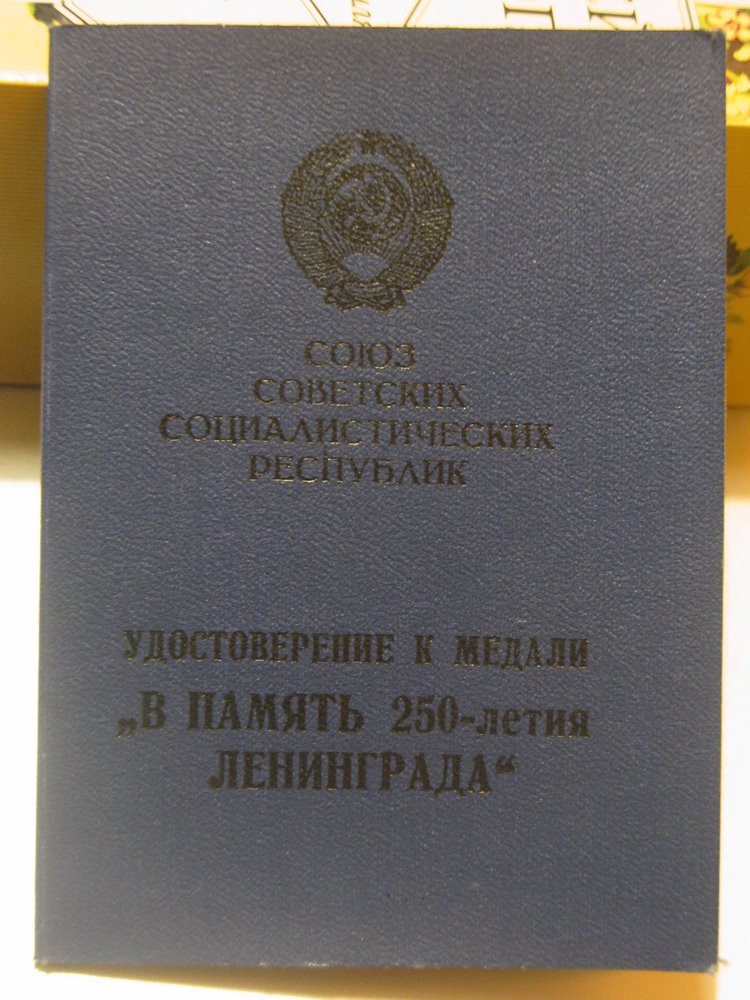 СОЮЗ
СОВЕТСКИХ
СОЦИАЛИСТИЧЕСКИХ
РЕСПУБЛИК
УДОСТОВЕРЕНИЕ К МЕДАЛИ
„В ПАМЯТЬ 250-летия
ЛЕНИНГРАДА“